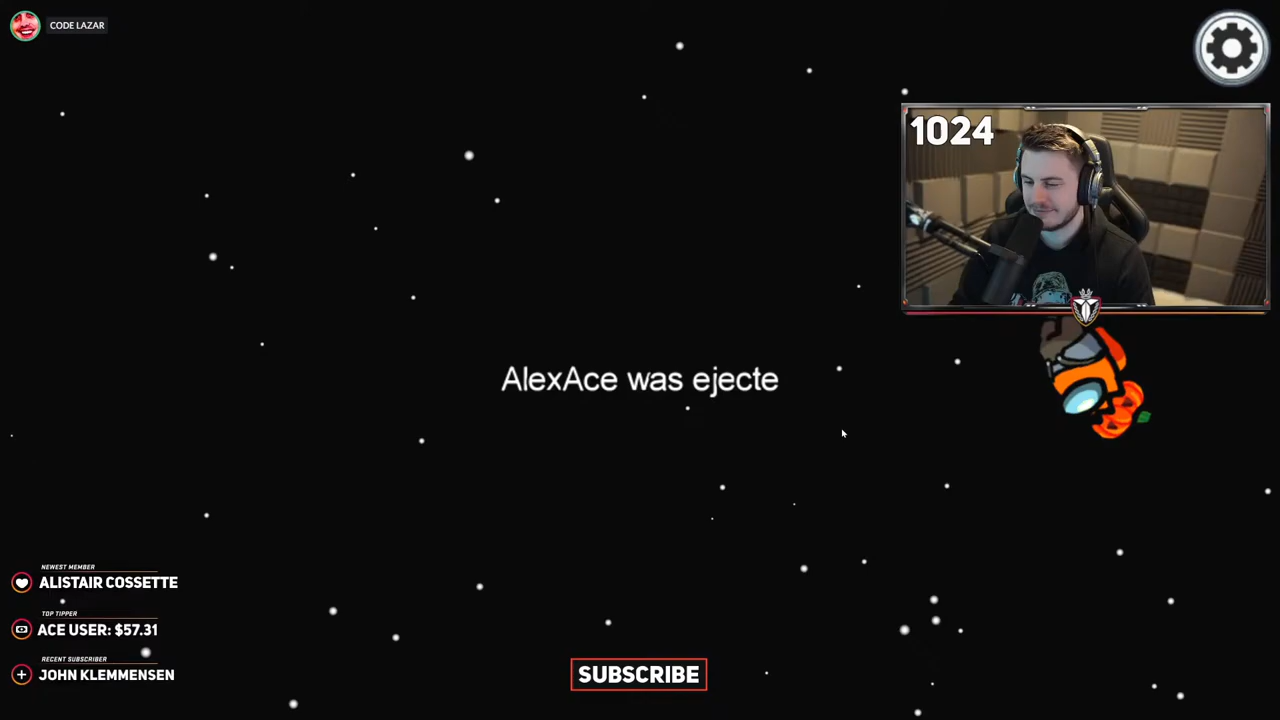 CODE LAZAR
1024
AlexAce was ejecte
NEWEST MEMBER
ALISTAIR COSSETTE
TOP TIPPER
ACE USER: $57.31
RECENT SUBSCRIBER
JOHN KLEMMENSEN
SUBSCRIBE